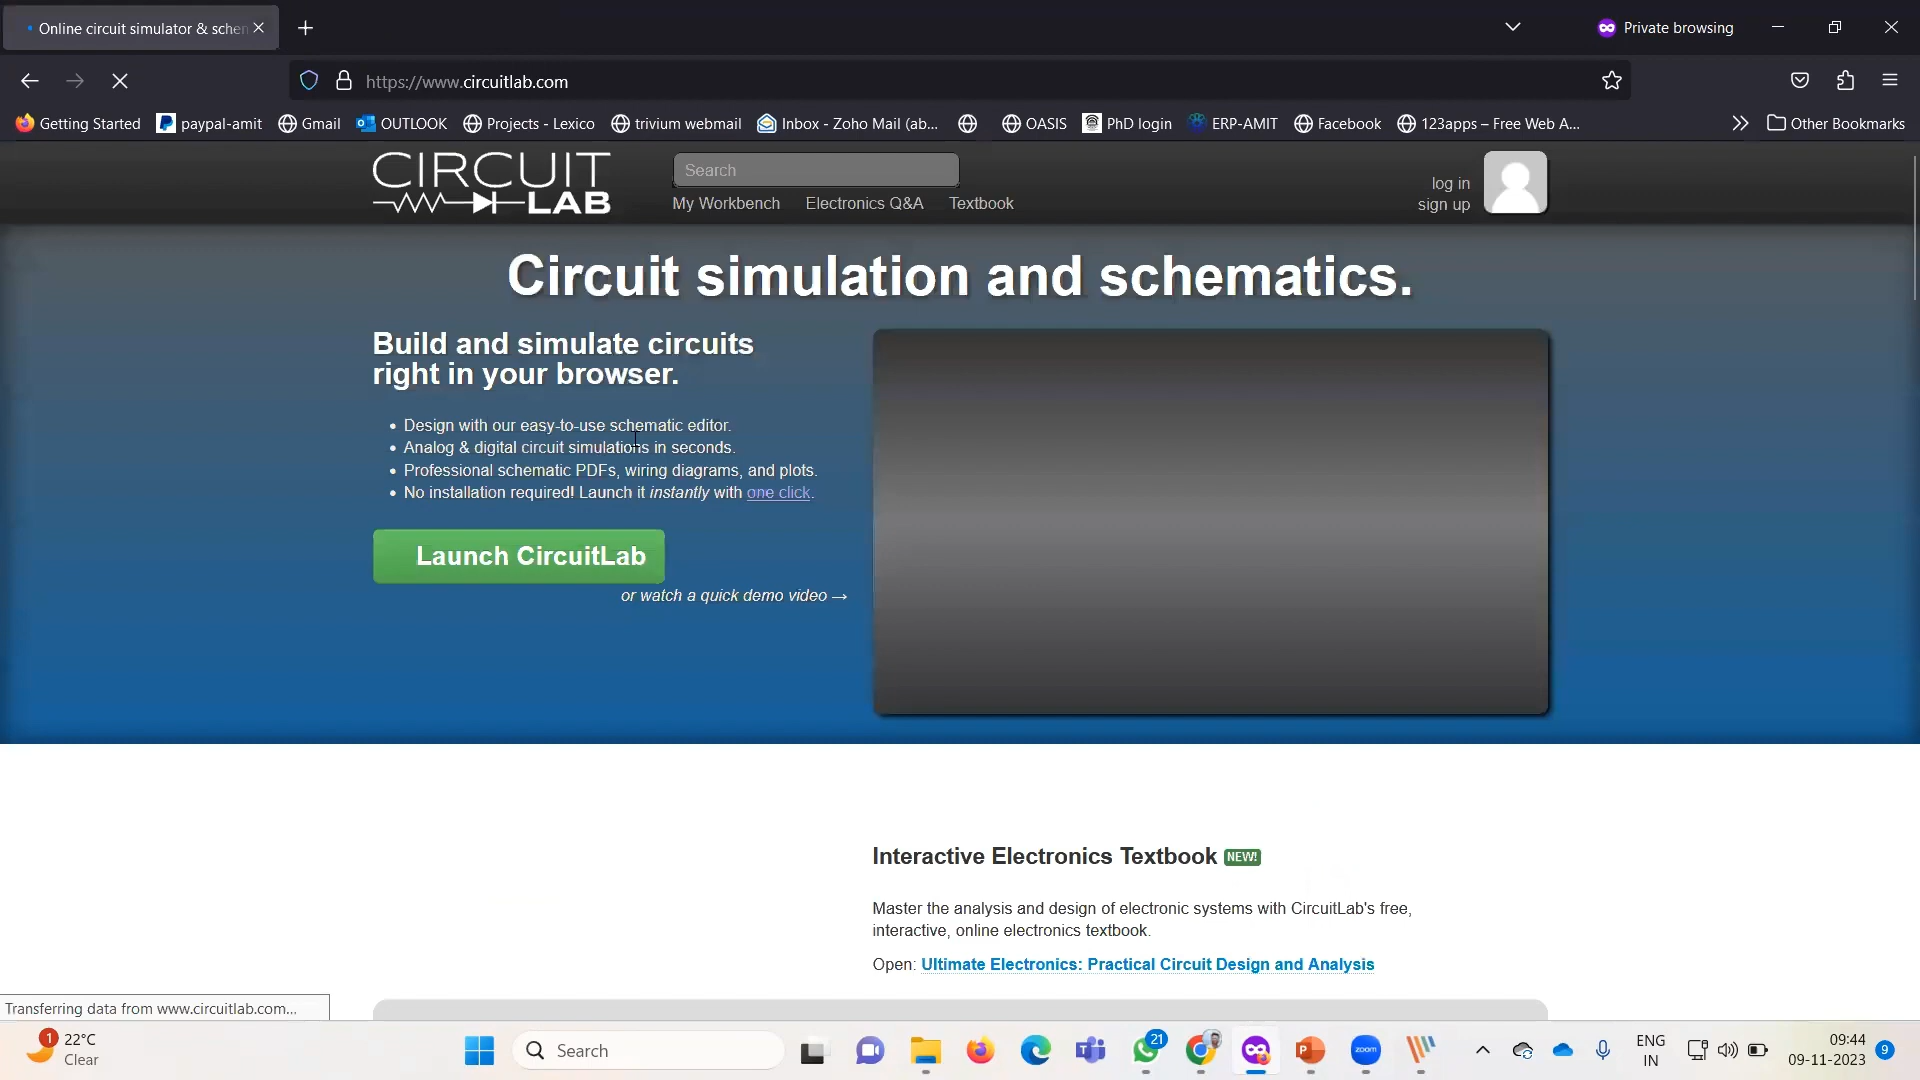 Online circuit simulator & schen
Private browsing
https://www.circuitlab.com
Getting Started
paypal-amit
Gmail
OUTLOOK
Projects - Lexico
trivium webmail
Inbox - Zoho Mail (ab...
OASIS
PhD login
ERP-AMIT
Facebook
123apps – Free Web A...
Other Bookmarks
CIRCUIT
LAB
Search
My Workbench
Electronics Q&A
Textbook
log in
sign up
Circuit simulation and schematics.
Build and simulate circuits
right in your browser.
• Design with our easy-to-use schematic editor.
• Analog & digital circuit simulations in seconds.
• Professional schematic PDFs, wiring diagrams, and plots.
• No installation required! Launch it instantly with one click.
Launch CircuitLab
or watch a quick demo video →
Interactive Electronics Textbook NEW!
Master the analysis and design of electronic systems with CircuitLab's free,
interactive, online electronics textbook.
Open: Ultimate Electronics: Practical Circuit Design and Analysis
Transferring data from www.circuitlab.com...
1
22°C
Clear
Search
21
zoom
ENG
IN
09:44
09-11-2023
9